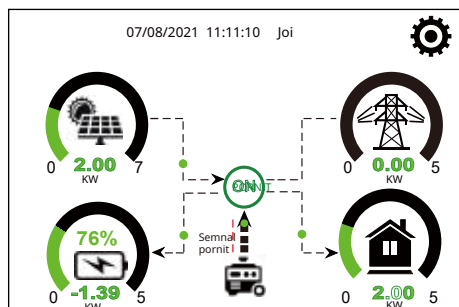 07/08/2021 11:11:10 Joi
0 2.00 7
KW
0 0.00 5
KW
ON
PORNIT
76%
0 -1.39 5
KW
Semnal
pornit
0 2.00 5
KW